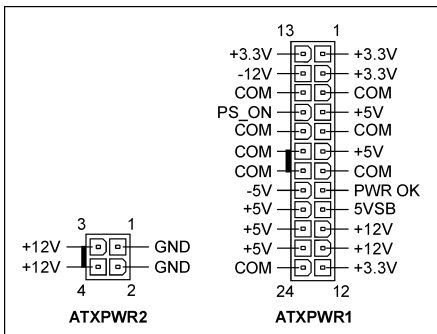 13 1
+3.3V +3.3V
-12V +3.3V
COM COM
PS_ON +5V
COM COM
COM +5V
COM COM
-5V PWR OK
+5V 5VSB
+5V +12V
+5V +12V
COM +3.3V
24 12
ATXPWR1
3 1
+12V GND
+12V GND
4 2
ATXPWR2